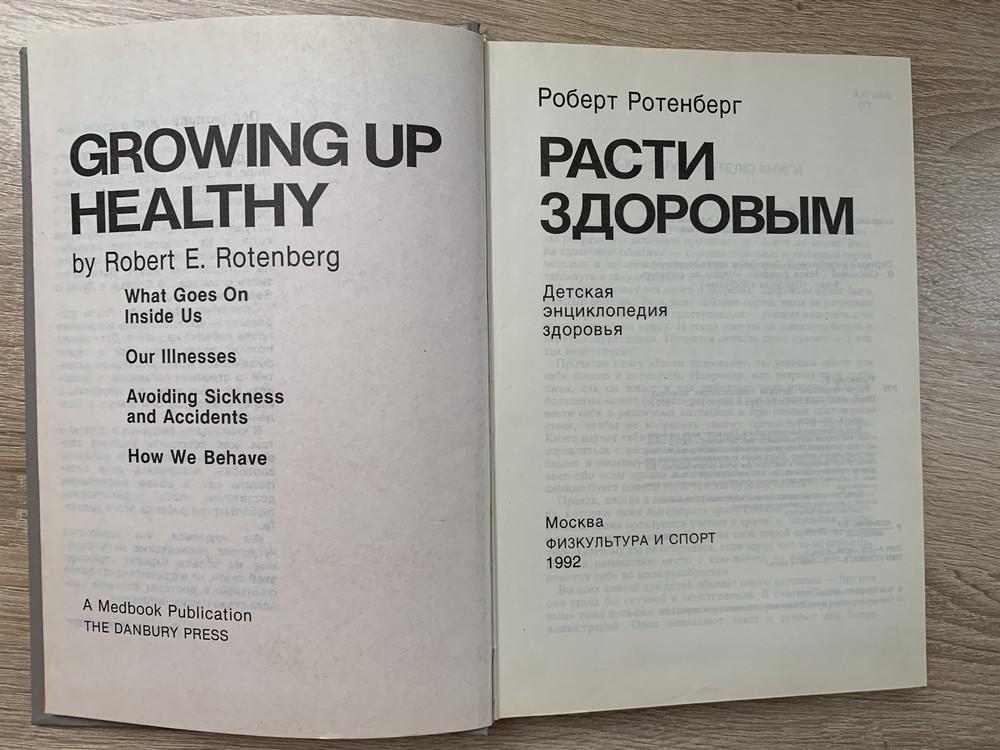 GROWING UP
HEALTHY
by Robert E. Rotenberg
What Goes On
Inside Us
Our Illnesses
Avoiding Sickness
and Accidents
How We Behave
A Medbook Publication
THE DANBURY PRESS
Роберт Ротенберг
РАСТИ
ЗДОРОВЫМ
Детская
энциклопедия
здоровья
Москва
ФИЗКУЛЬТУРА И СПОРТ
1992